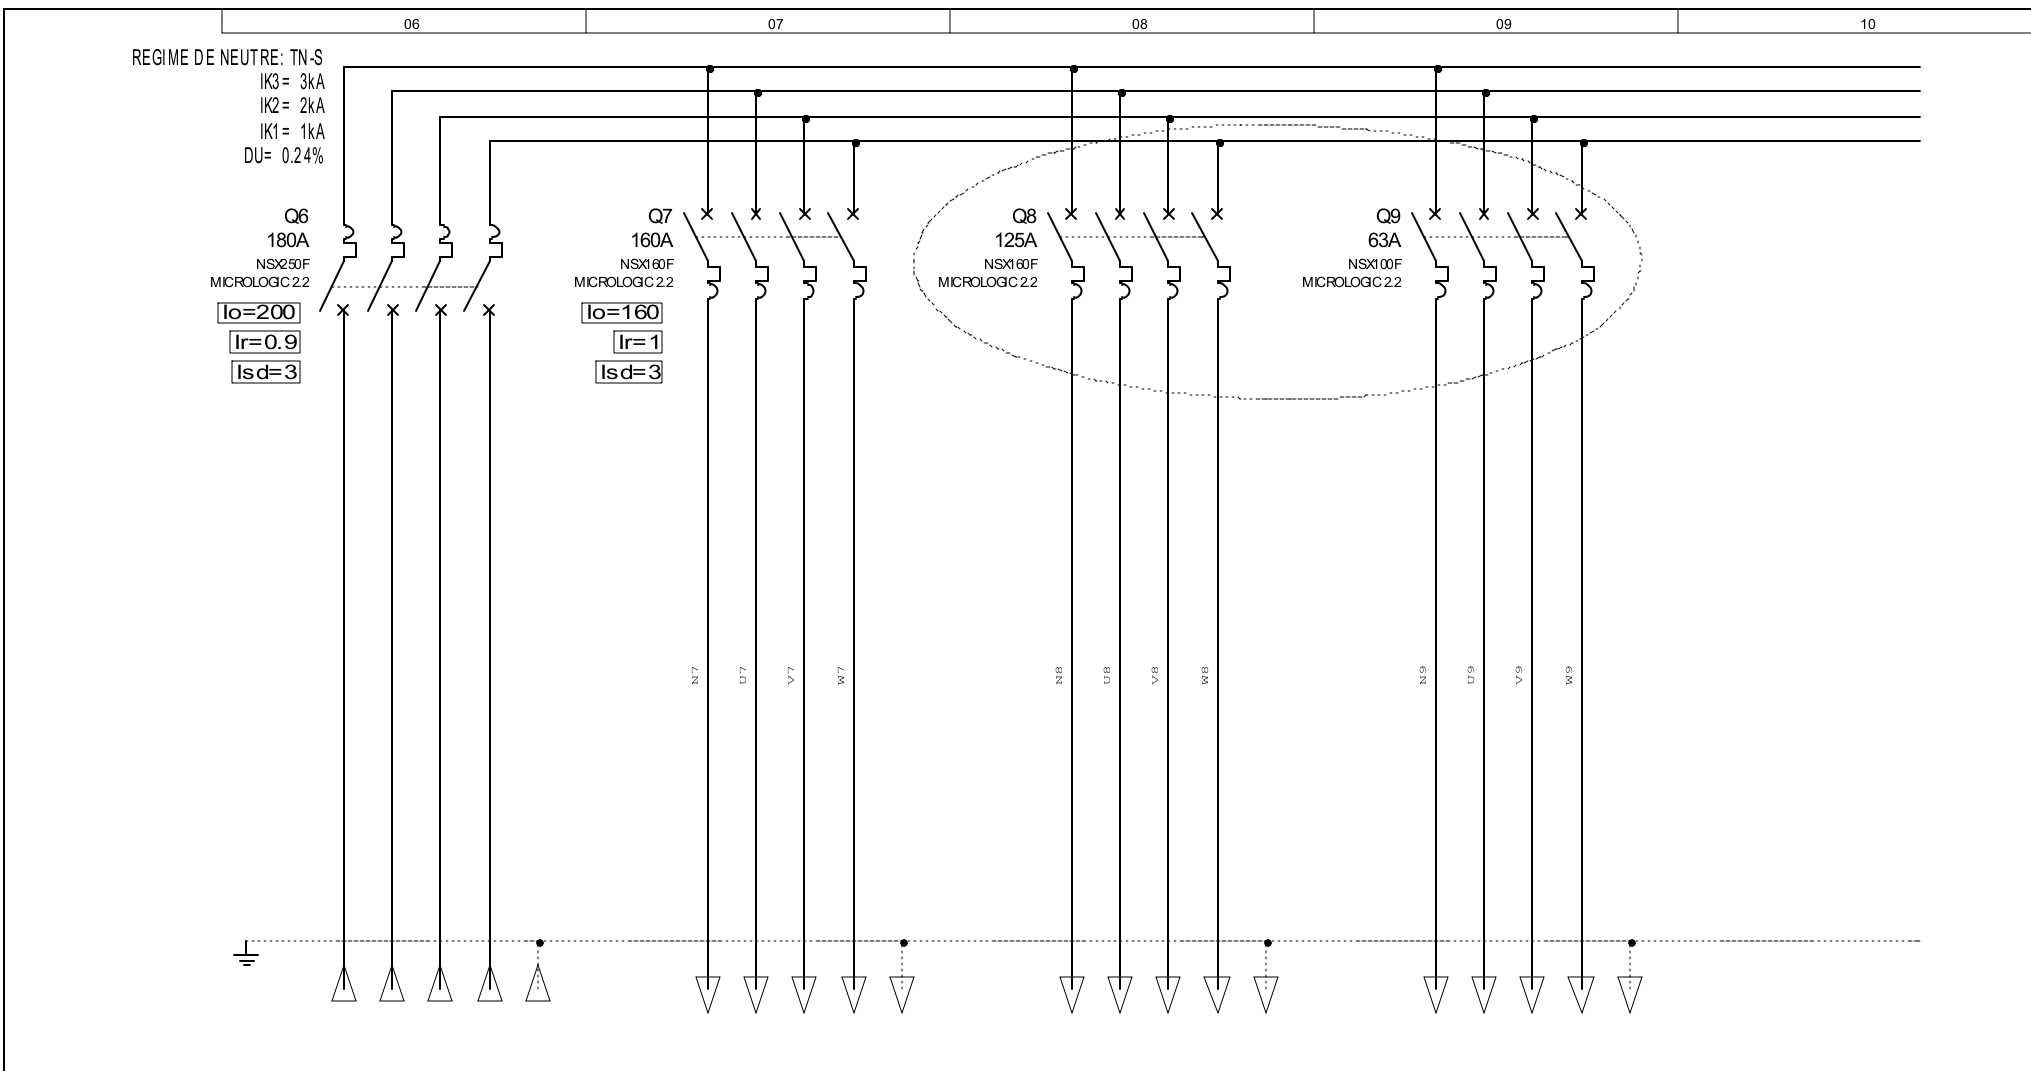 06
07
08
09
10
REGIME DE NEUTRE: TN-S
IK3= 3kA
IK2= 2kA
IK1= 1kA
DU= 0.24%
Q6
180A
NSX250F
MICROLOGIC 2.2
Io=200
Ir=0.9
Isd=3
Q7
160A
NSX160F
MICROLOGIC 2.2
Io=160
Ir=1
Isd=3
Q8
125A
NSX160F
MICROLOGIC 2.2
Q9
63A
NSX100F
MICROLOGIC 2.2
N7
U7
V7
W7
N8
U8
V8
W8
N9
U9
V9
W9